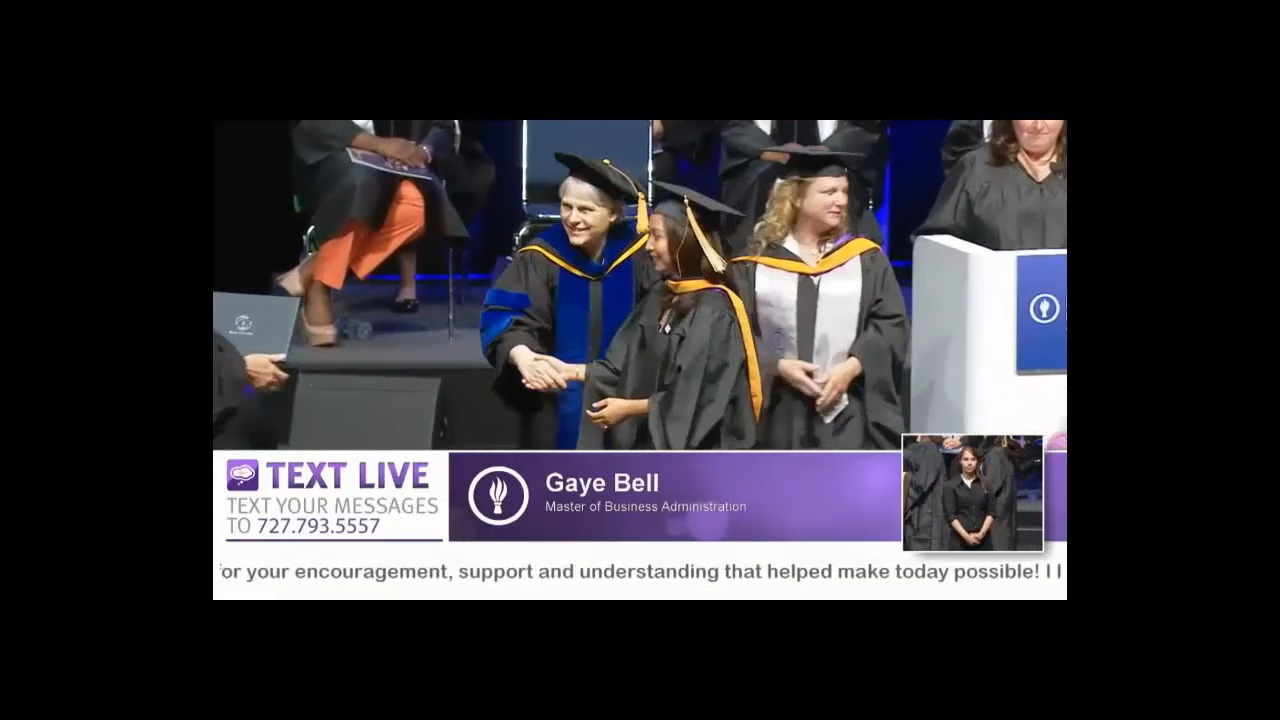 TEXT LIVE
TEXT YOUR MESSAGES
TO 727.793.5557
Gaye Bell
Master of Business Administration
for your encouragement, support and understanding that helped make today possible! I I